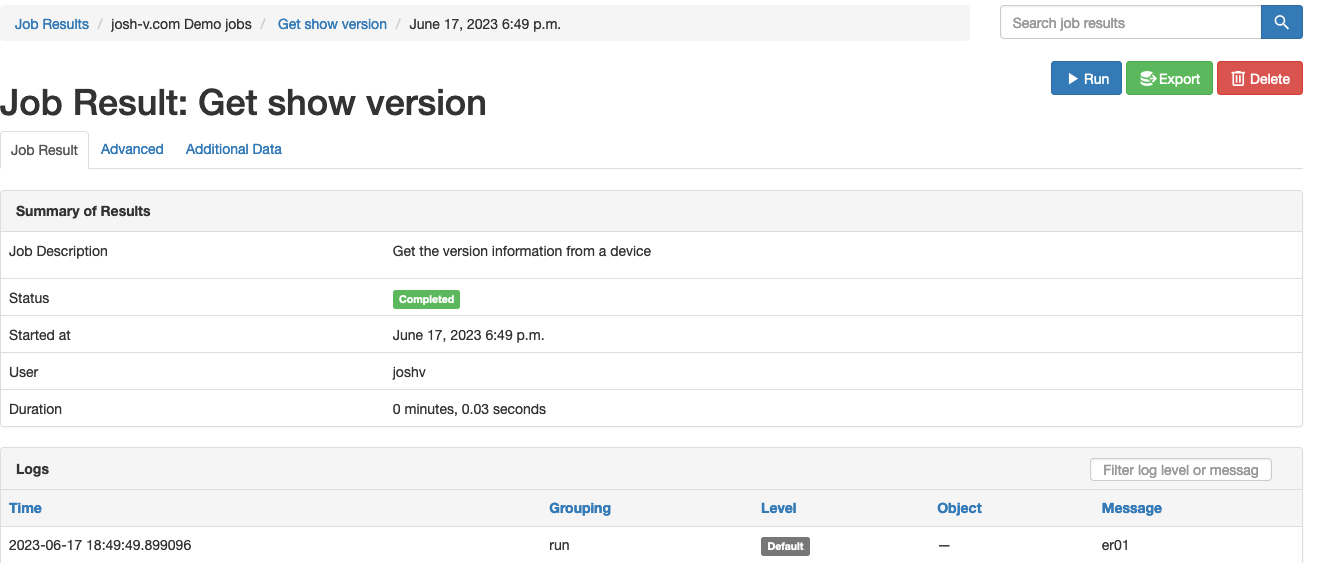 Job Results / josh-v.com Demo jobs / Get show version / June 17, 2023 6:49 p.m.
Search job results
Run Export Delete
Job Result: Get show version
Job Result Advanced Additional Data
Summary of Results
Job Description Get the version information from a device
Status Completed
Started at June 17, 2023 6:49 p.m.
User joshv
Duration 0 minutes, 0.03 seconds
Logs Filter log level or messag
Time Grouping Level Object Message
2023-06-17 18:49:49.899096 run Default — er01